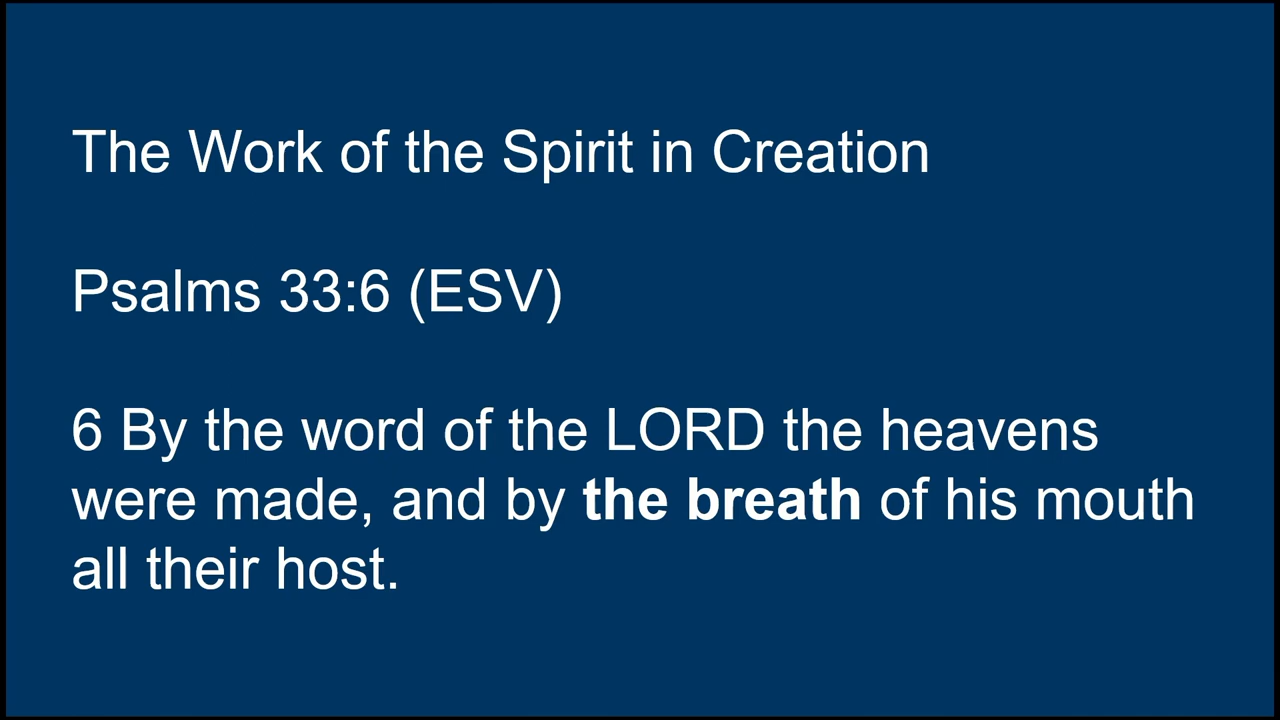 The Work of the Spirit in Creation
Psalms 33:6 (ESV)
6 By the word of the LORD the heavens
were made, and by the breath of his mouth
all their host.